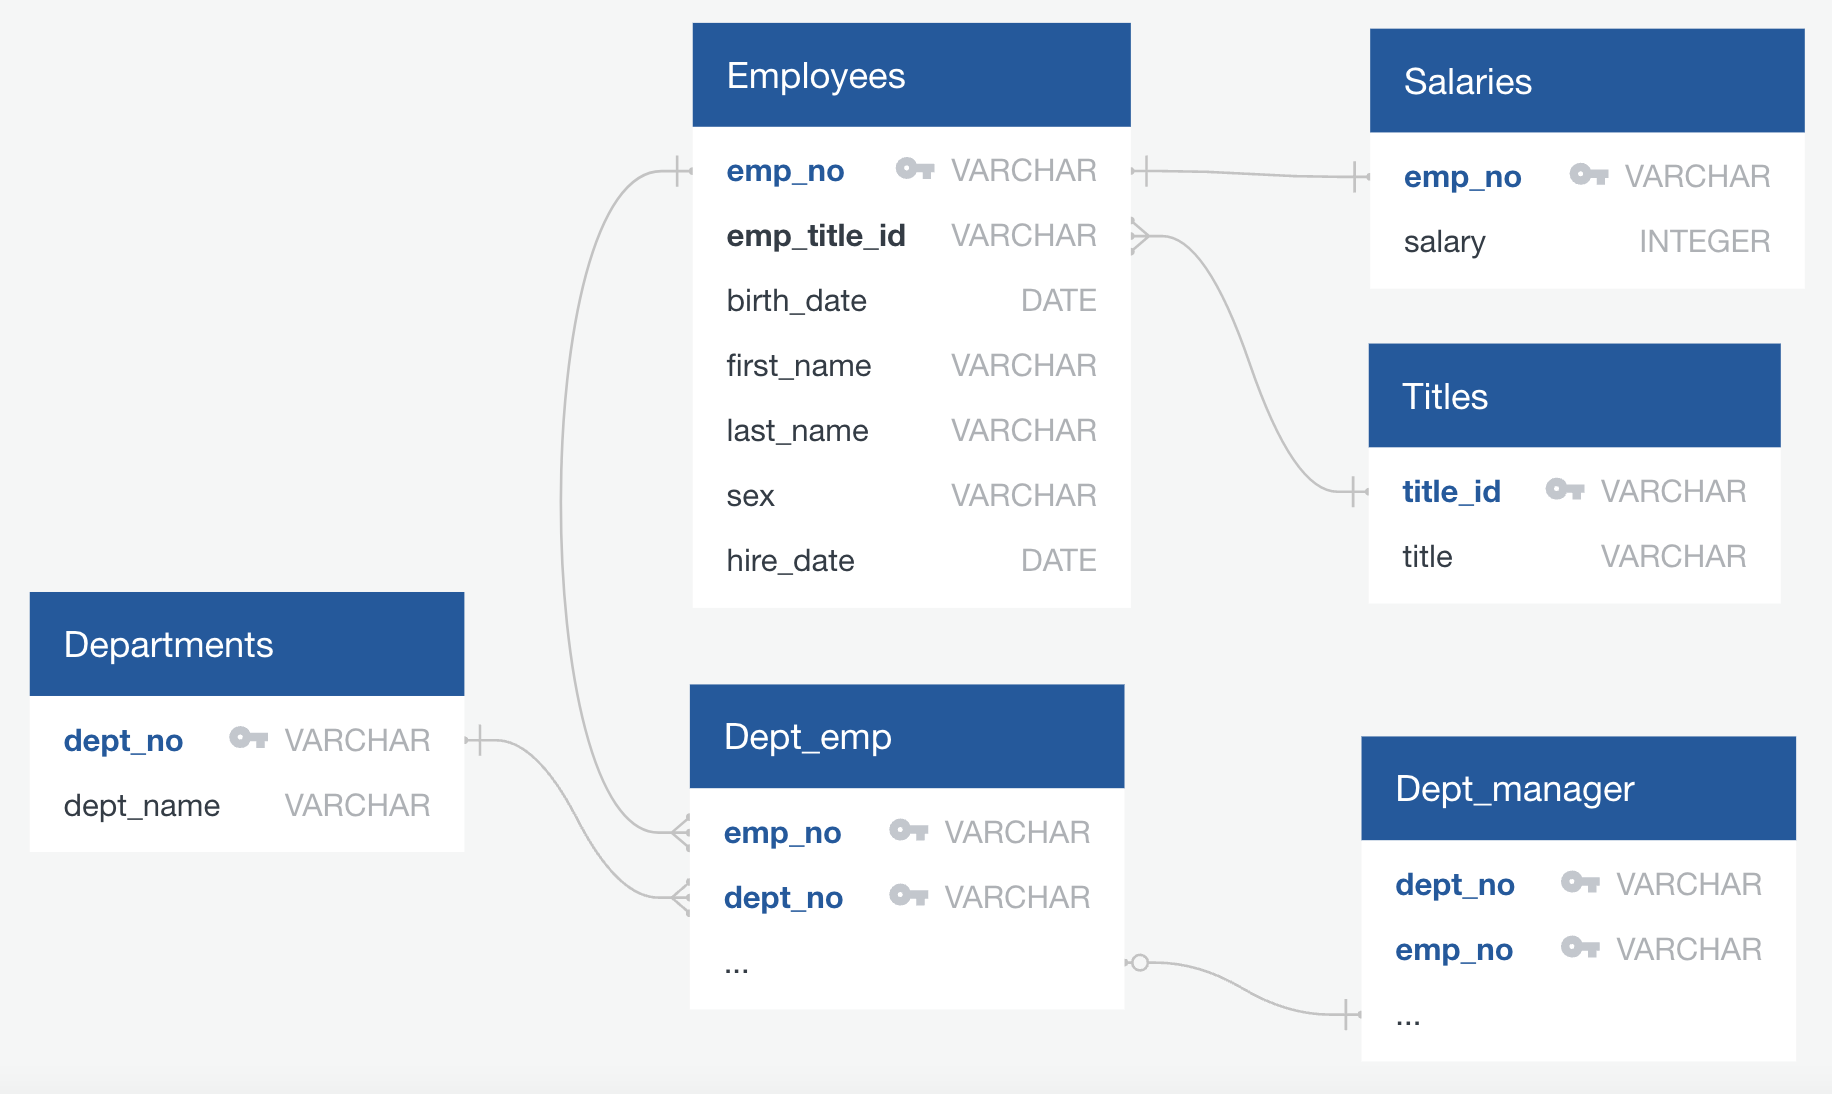 Employees
emp_no VARCHAR
emp_title_id VARCHAR
birth_date DATE
first_name VARCHAR
last_name VARCHAR
sex VARCHAR
hire_date DATE
Salaries
emp_no VARCHAR
salary INTEGER
Titles
title_id VARCHAR
title VARCHAR
Departments
dept_no VARCHAR
dept_name VARCHAR
Dept_emp
emp_no VARCHAR
dept_no VARCHAR
...
Dept_manager
dept_no VARCHAR
emp_no VARCHAR
...